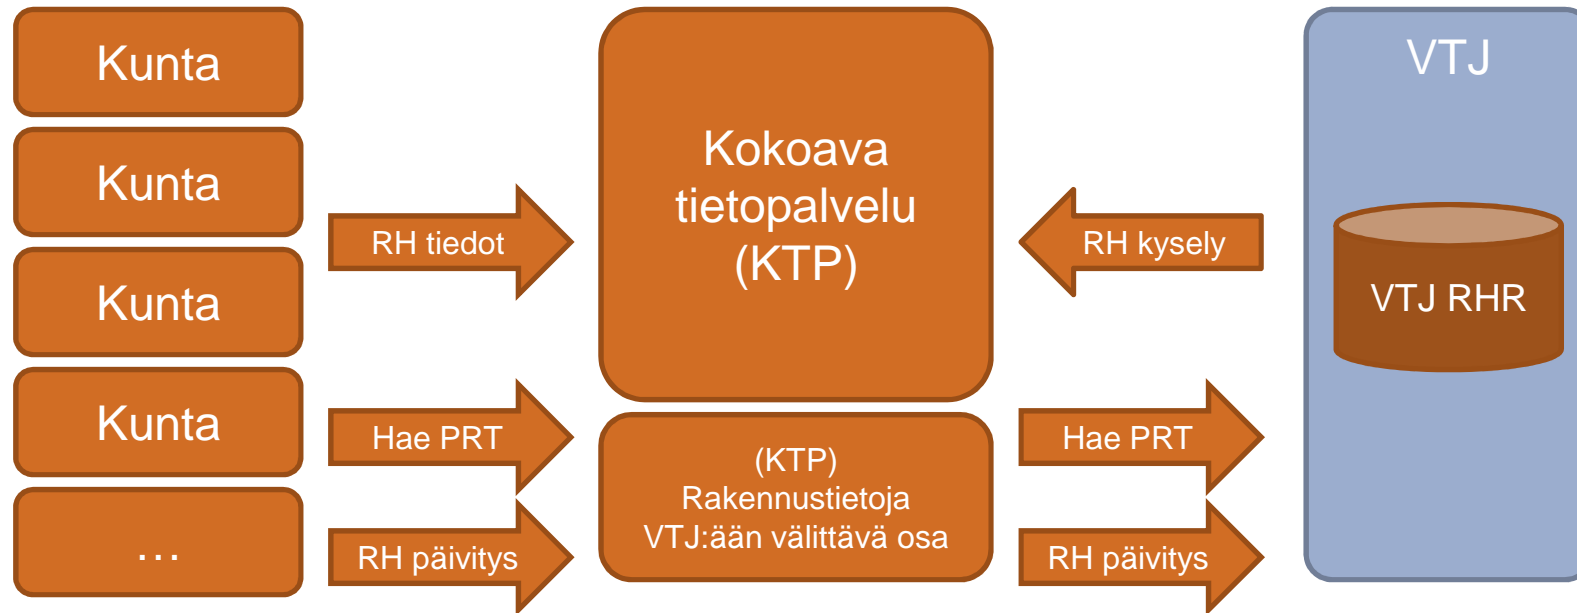 Kunta
Kunta
Kunta
Kunta
…
RH tiedot
Hae PRT
RH päivitys
Kokoava
tietopalvelu
(KTP)
(KTP)
Rakennustietoja
VTJ:ään välittävä osa
RH kysely
Hae PRT
RH päivitys
VTJ
VTJ RHR